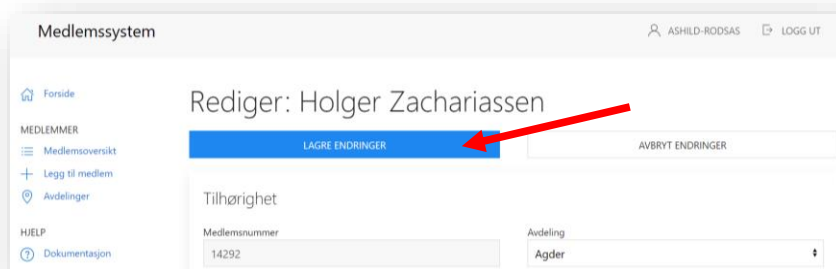 Medlemssystem
ASHILD-RODSAS
LOGG UT
Forside
MEDLEMMER
Medlemsoversikt
Legg til medlem
Avdelinger
HJELP
Dokumentasjon
Rediger: Holger Zachariassen
LAGRE ENDRINGER
AVBRYT ENDRINGER
Tilhørighet
Medlemsnummer
14292
Avdeling
Agder